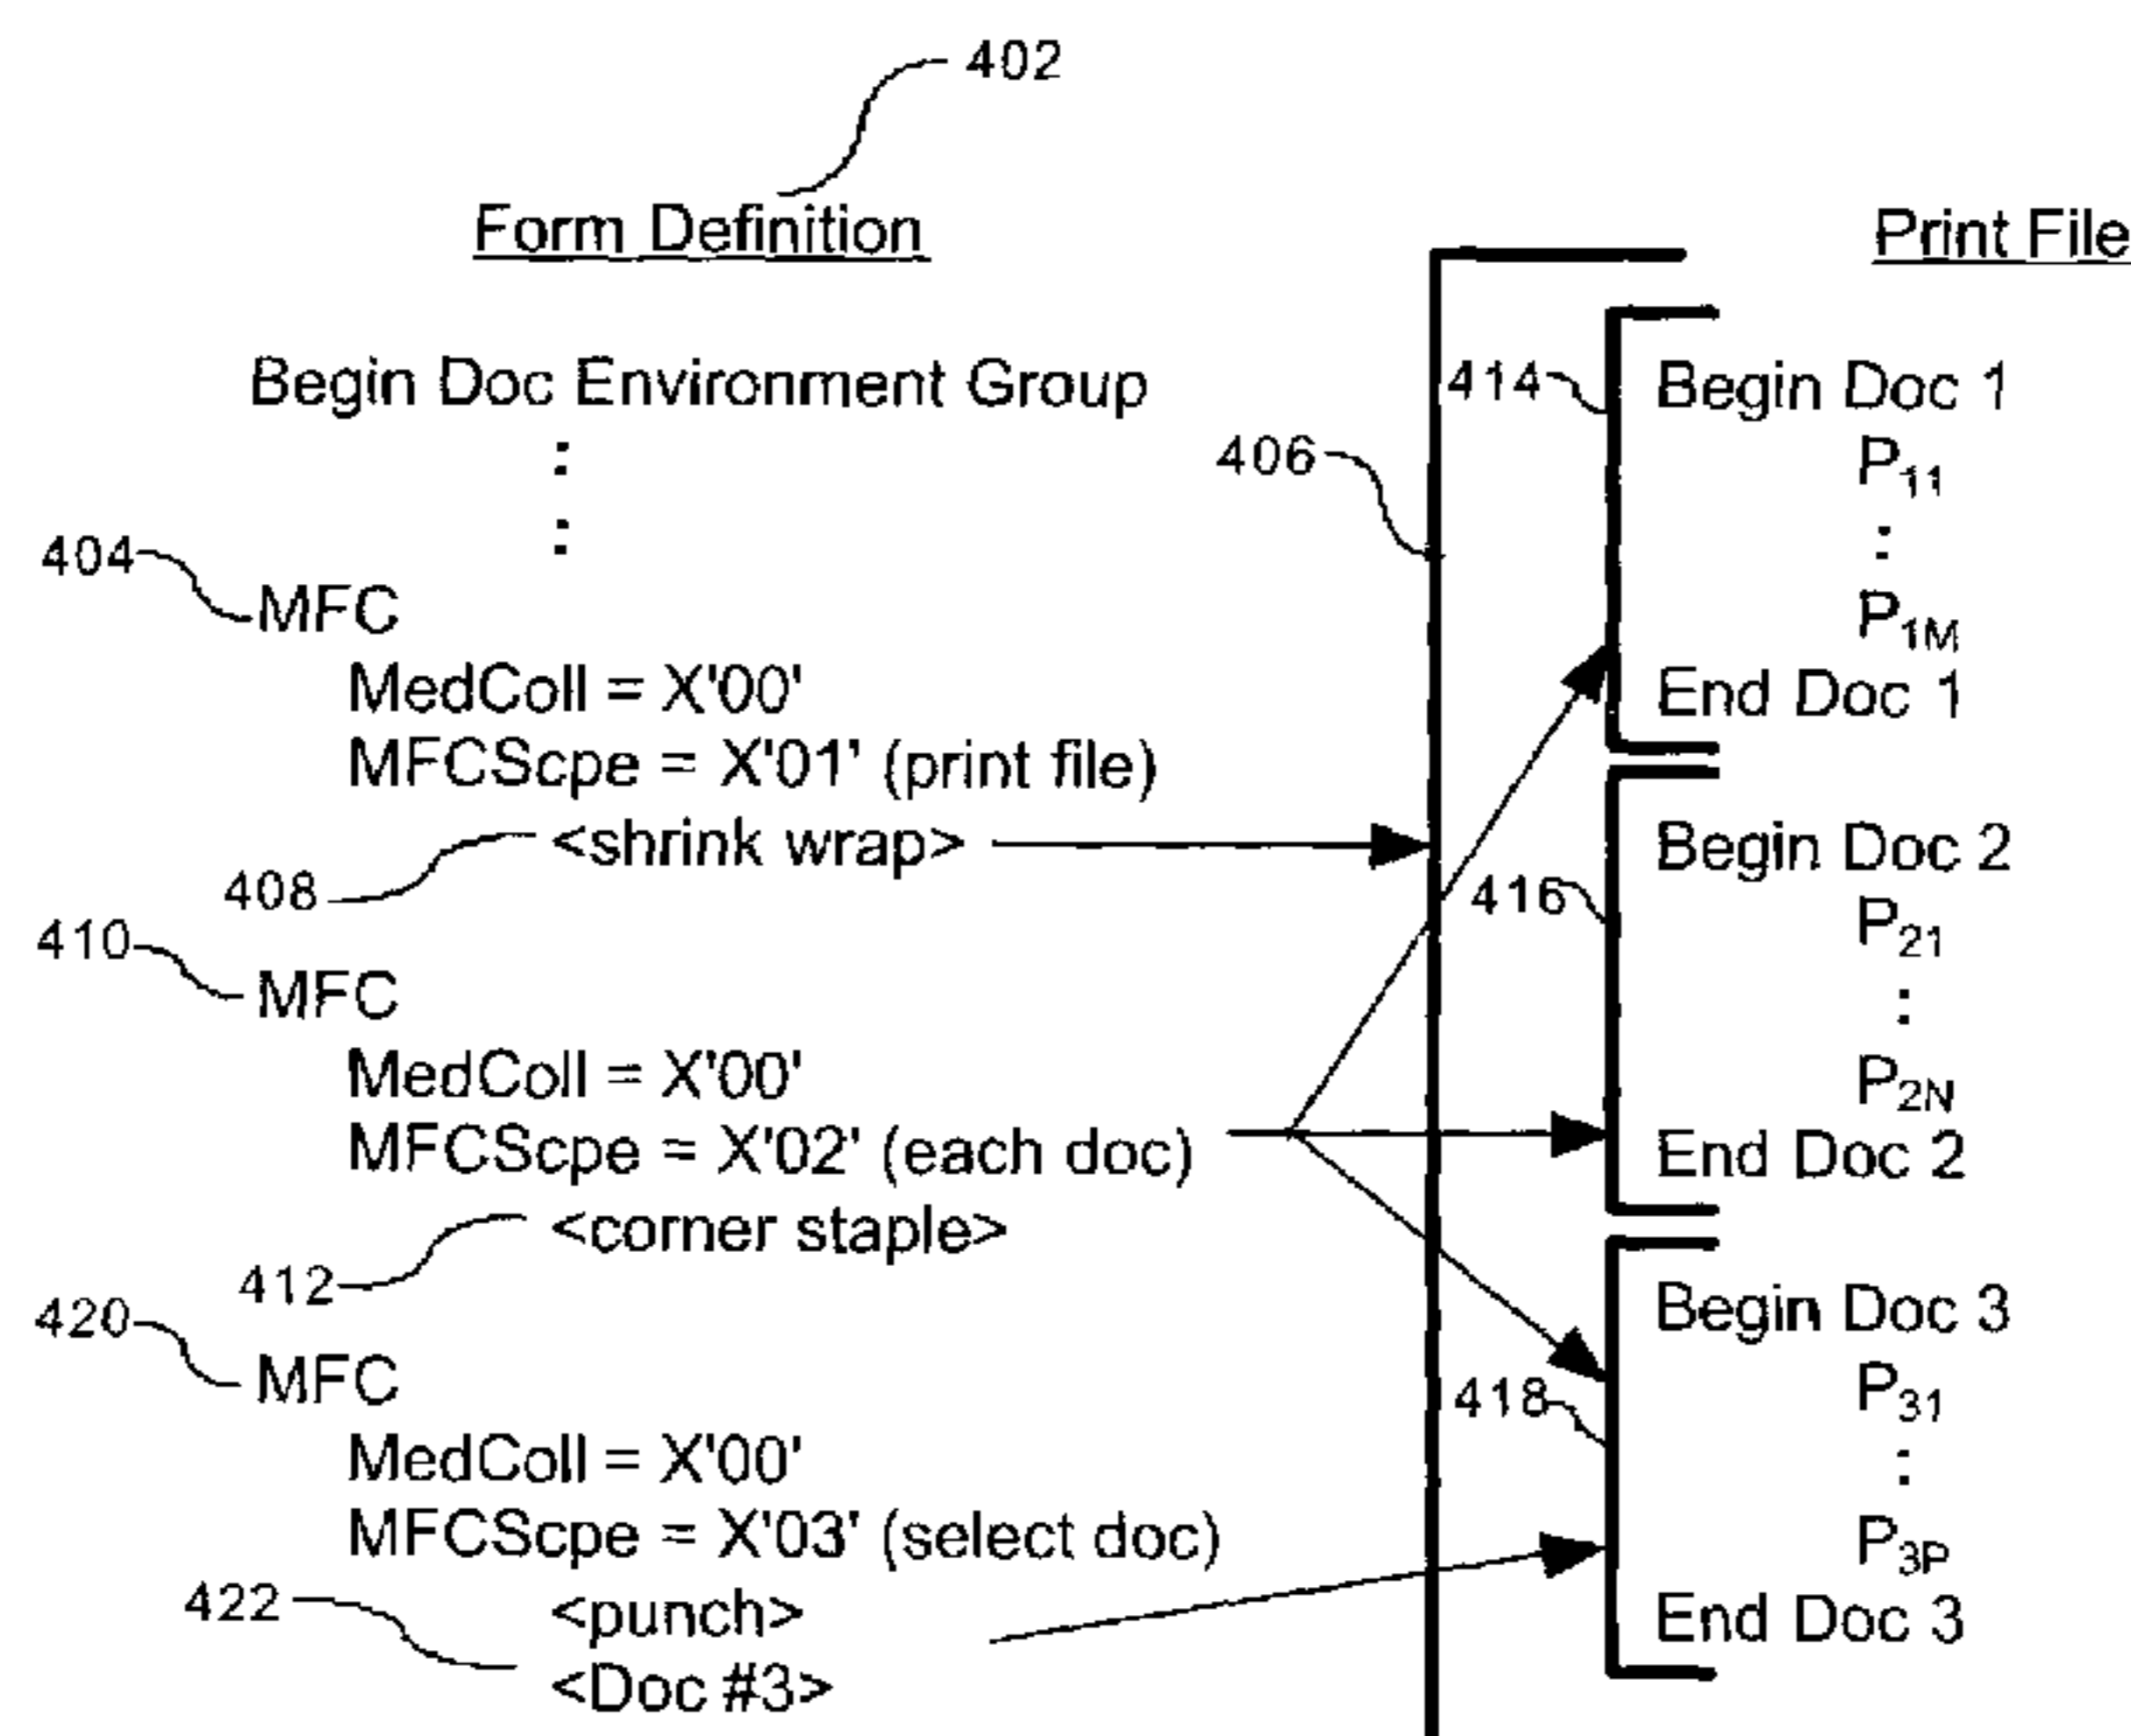 402
Form Definition
Begin Doc Environment Group
:
:
404
MFC
MedColl = X'00'
MFCScpe = X'01' (print file)
<shrink wrap>
408
410
MFC
MedColl = X'00'
MFCScpe = X'02' (each doc)
<corner staple>
412
420
MFC
MedColl = X'00'
MFCScpe = X'03' (select doc)
422
<punch>
<Doc #3>
Print File
406
414
Begin Doc 1
P11
:
P1M
End Doc 1
Begin Doc 2
416
P21
:
P2N
End Doc 2
Begin Doc 3
418
P31
:
P3P
End Doc 3